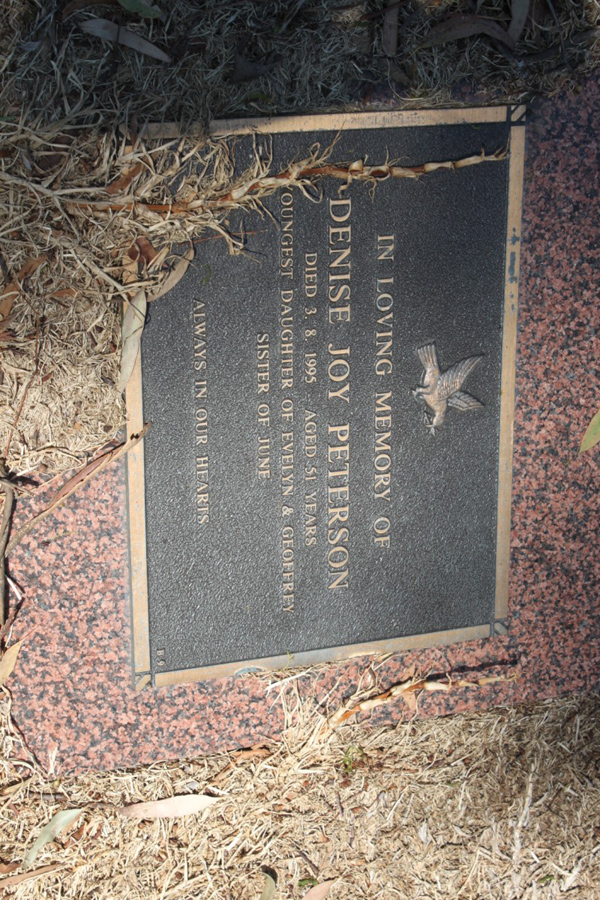 IN LOVING MEMORY OF
DENISE JOY PETERSON
DIED 3. 8. 1995 AGED 51 YEARS
OUNGEST DAUGHTER OF EVELYN & GEOFFREY
SISTER OF JUNE
ALWAYS IN OUR HEARTS